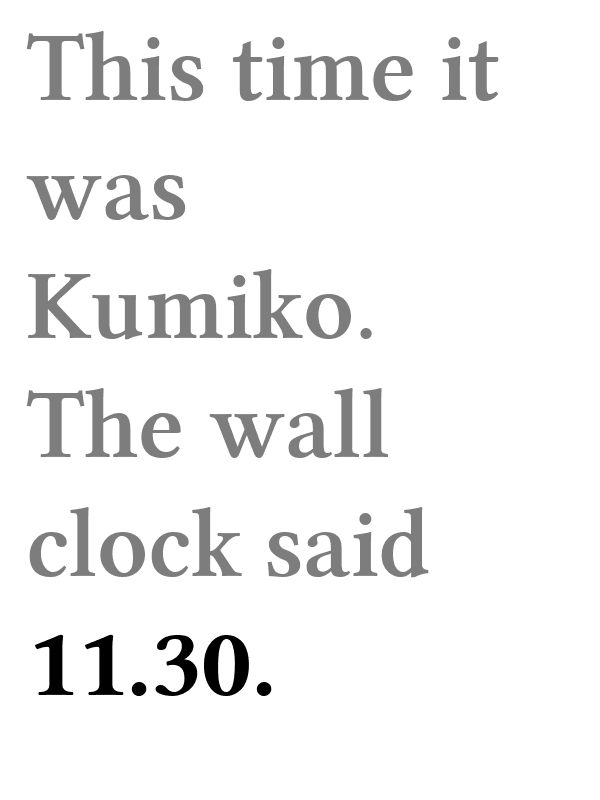 This time it
was
Kumiko.
The wall
clock said
11.30.